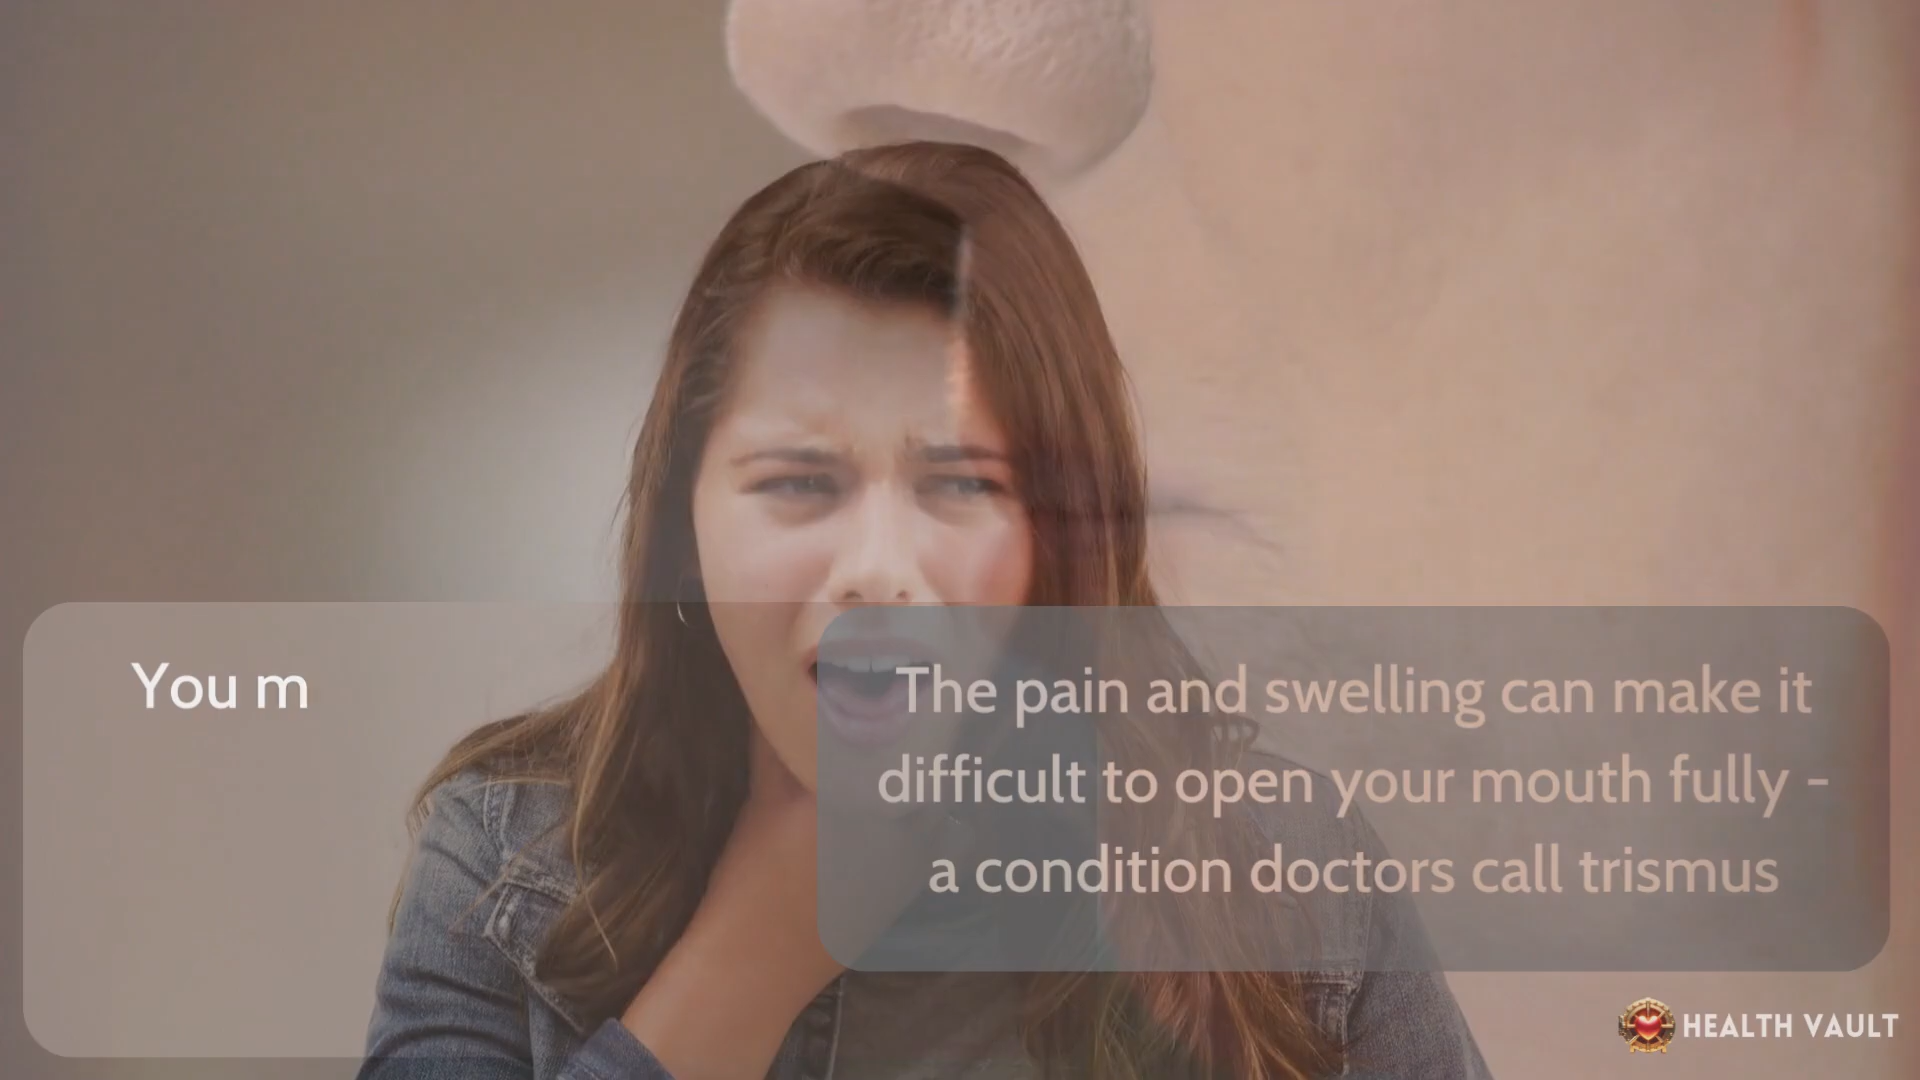 You m
The pain and swelling can make it
difficult to open your mouth fully -
a condition doctors call trismus
HEALTH VAULT